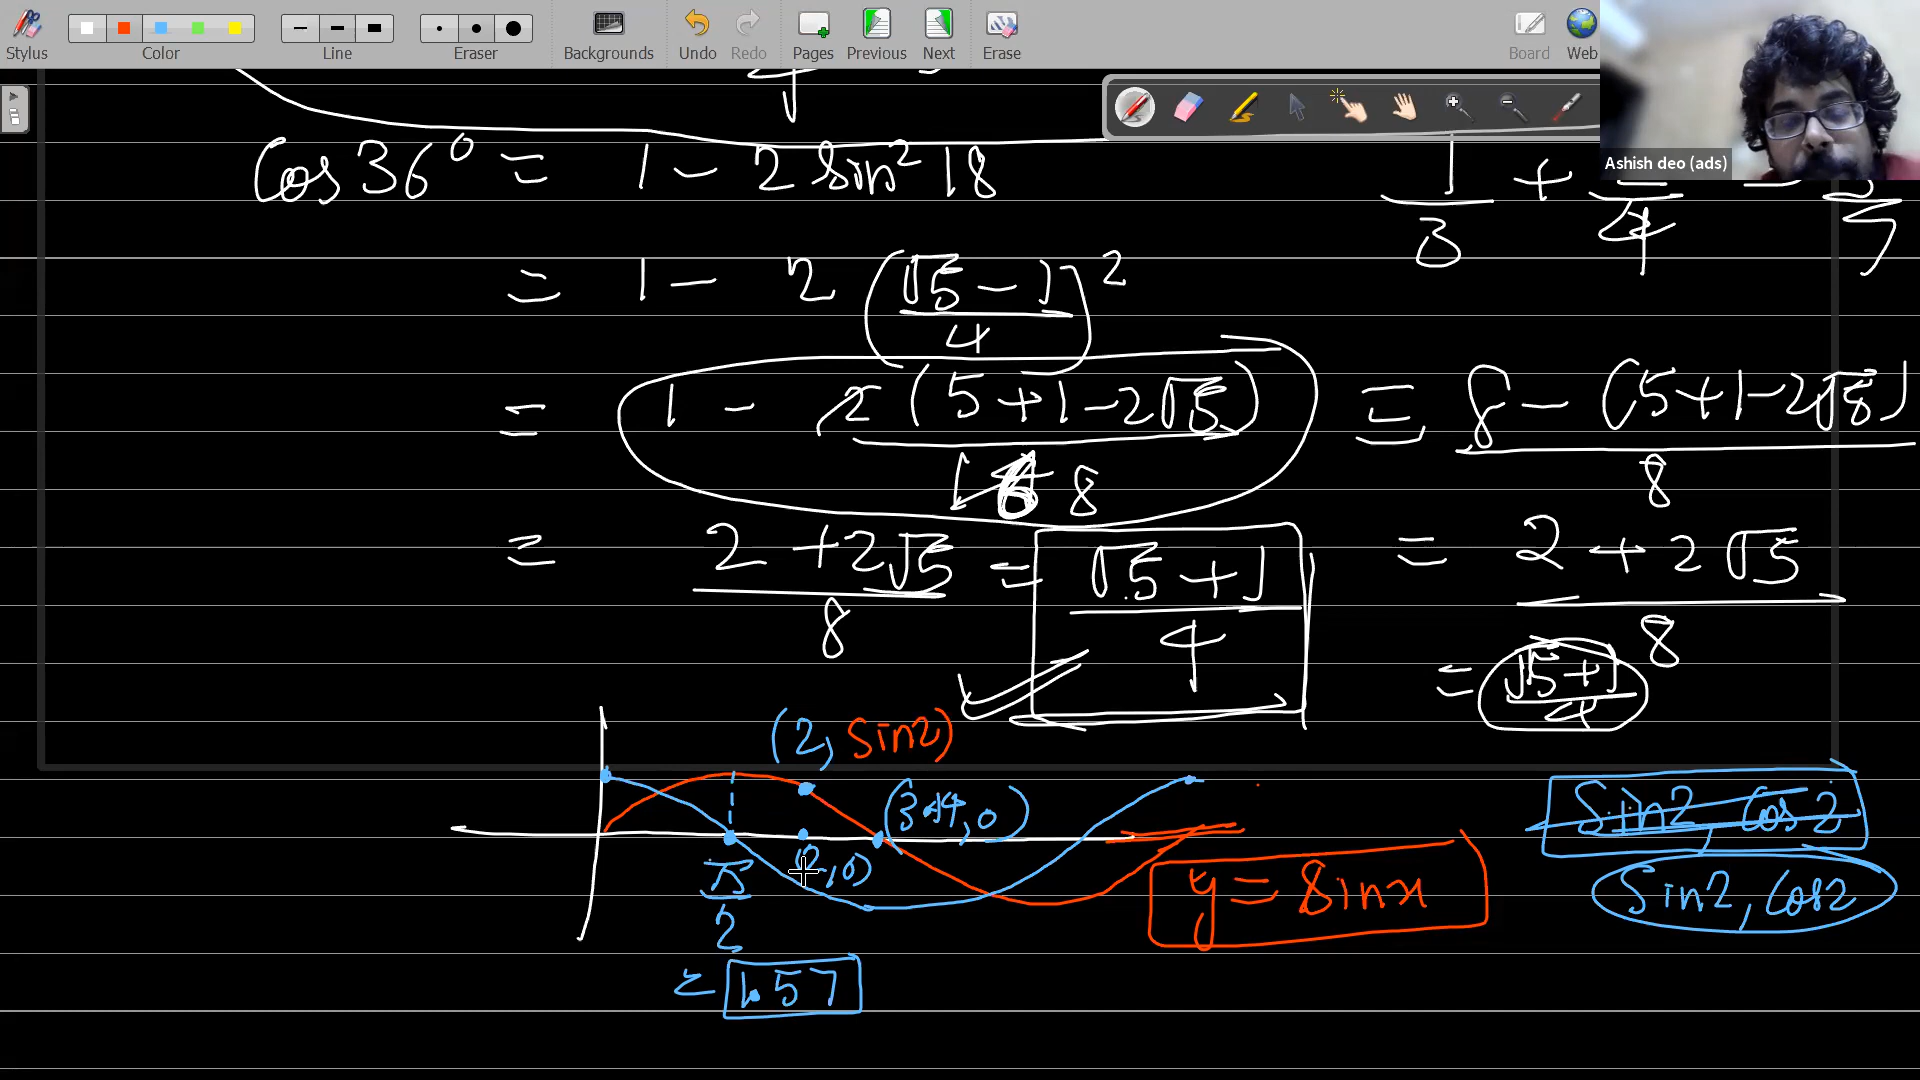 Stylus Color Line Eraser Backgrounds Undo Redo Pages Previous Next Erase Board Web
Ashish deo (ads)
Cos 36° = 1 - 2 sin² 18
1/3 + /4
= 1 - 2 (√5 - 1 / 4)²
= 1 - 2(5+1-2√5) / 8 = 8 - (5+1-2√5) / 8
= 2 + 2√5 / 8 = √5 + 1 / 4 = 2 + 2√5 / 8
= √5 + 1 / 4
(2, Sin2)
(3.14, 0) Sin2, Cos2
(2, 0)
π/2
y = Sinx Sin2, Cos2
= 1.57